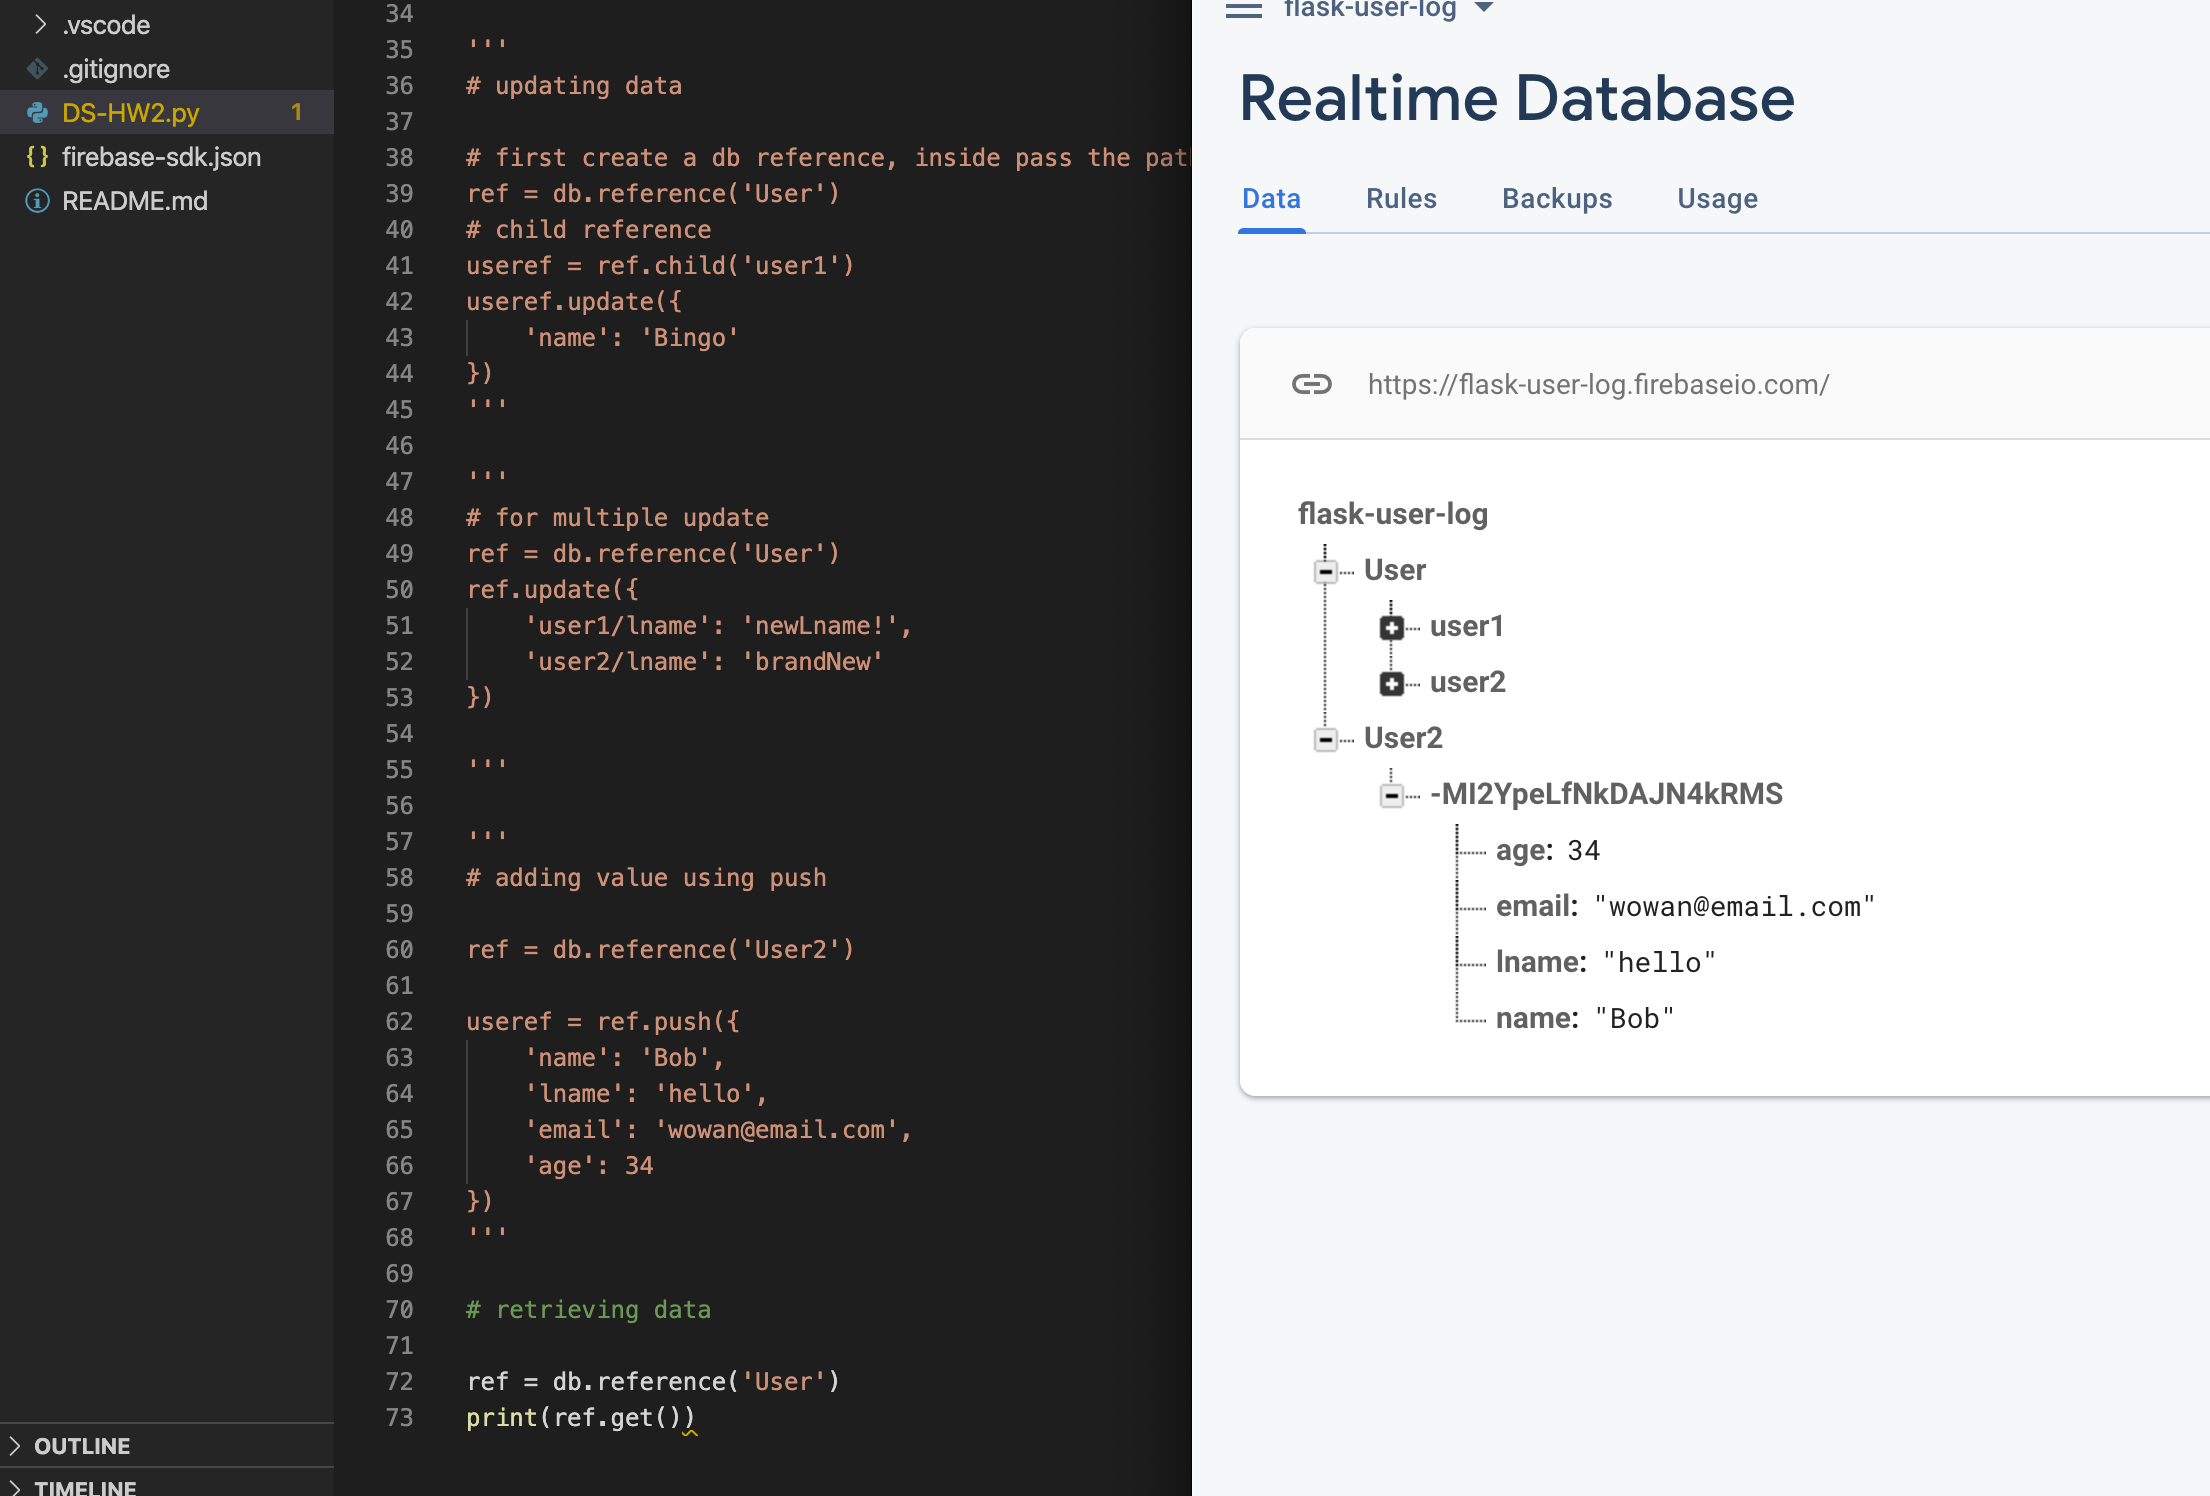 .vscode
.gitignore
DS-HW2.py 1
firebase-sdk.json
README.md
OUTLINE
TIMELINE
34
35 '''
36 # updating data
37
38 # first create a db reference, inside pass the pat
39 ref = db.reference('User')
40 # child reference
41 useref = ref.child('user1')
42 useref.update({
43 'name': 'Bingo'
44 })
45 '''
46
47 '''
48 # for multiple update
49 ref = db.reference('User')
50 ref.update({
51 'user1/lname': 'newLname!',
52 'user2/lname': 'brandNew'
53 })
54
55 '''
56
57 '''
58 # adding value using push
59
60 ref = db.reference('User2')
61
62 useref = ref.push({
63 'name': 'Bob',
64 'lname': 'hello',
65 'email': 'wowan@email.com',
66 'age': 34
67 })
68 '''
69
70 # retrieving data
71
72 ref = db.reference('User')
73 print(ref.get())
flask-user-log
Realtime Database
Data Rules Backups Usage
https://flask-user-log.firebaseio.com/
flask-user-log
User
user1
user2
User2
-MI2YpeLfNkDAJN4kRMS
age: 34
email: "wowan@email.com"
lname: "hello"
name: "Bob"